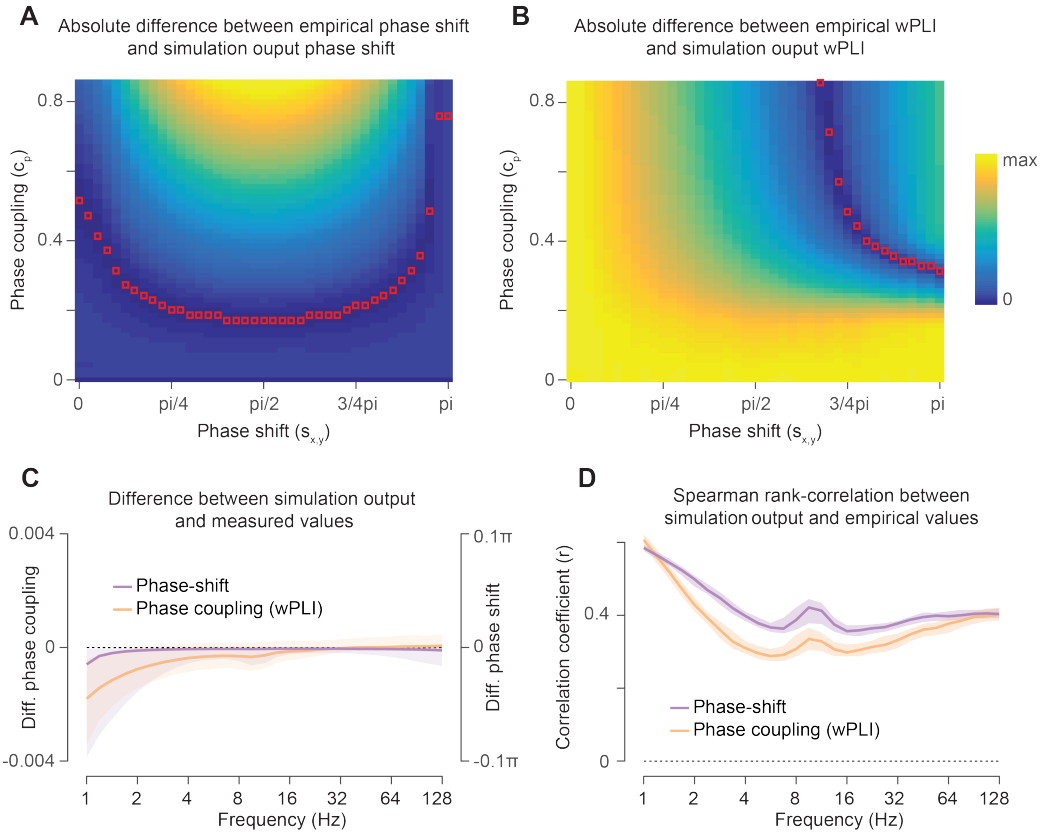 A
Absolute difference between empirical phase shift
and simulation ouput phase shift
0.8
0.4
0
Phase coupling (cp)
0 pi/4 pi/2 3/4pi pi
Phase shift (sx,y)
B
Absolute difference between empirical wPLI
and simulation ouput wPLI
0.8
0.4
0
Phase coupling (cp)
0 pi/4 pi/2 3/4pi pi
Phase shift (sx,y)
max
0
C
Difference between simulation output
and measured values
0.004
0
-0.004
Diff. phase coupling
0.1π
0
-0.1π
Diff. phase shift
Phase-shift
Phase coupling (wPLI)
1 2 4 8 16 32 64 128
Frequency (Hz)
D
Spearman rank-correlation between
simulation output and empirical values
0.4
0
Correlation coefficient (r)
Phase-shift
Phase coupling (wPLI)
1 2 4 8 16 32 64 128
Frequency (Hz)